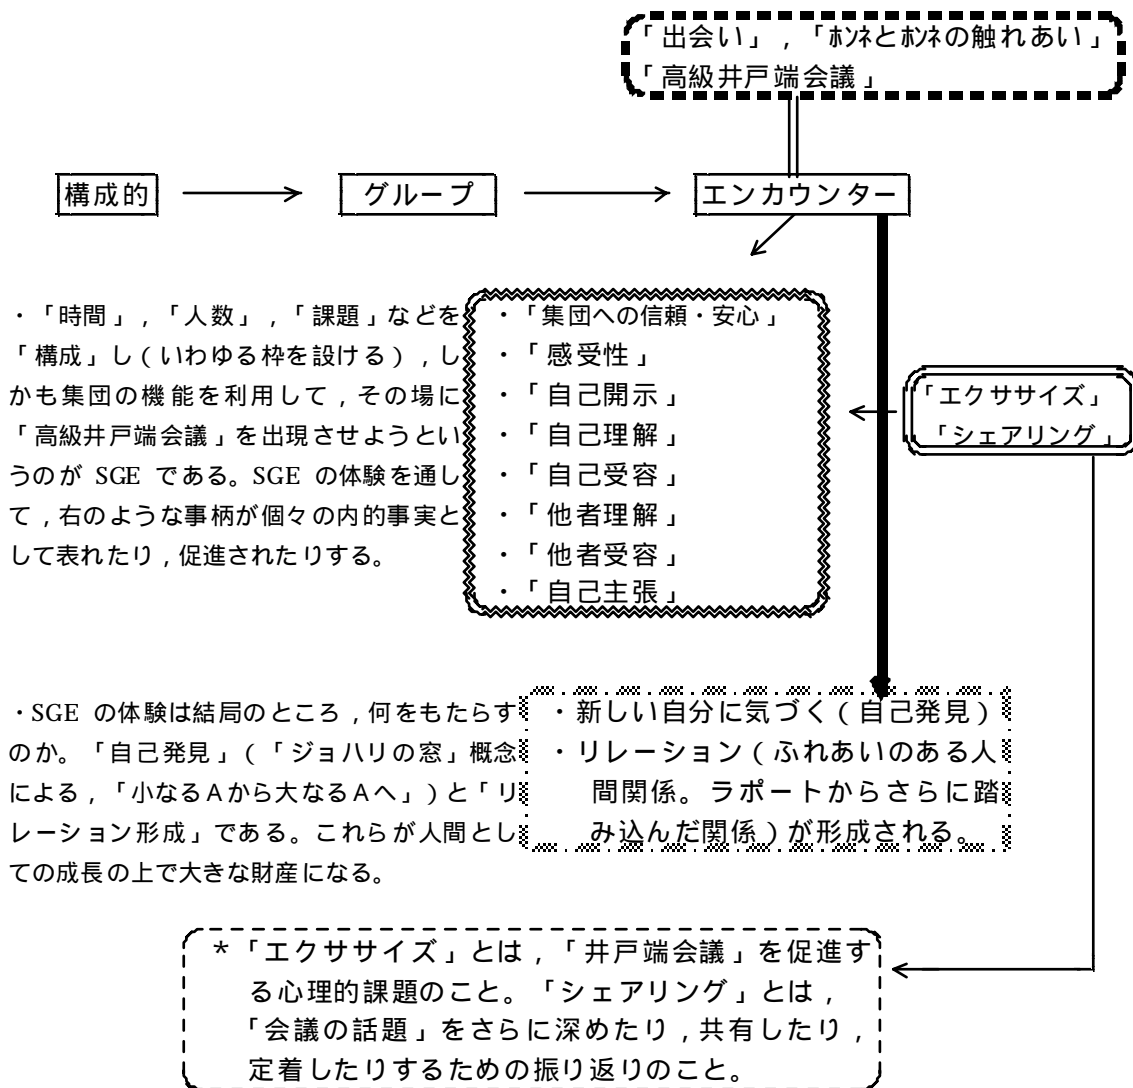 「出会い」，「ﾎﾝﾈとﾎﾝﾈの触れあい」
「高級井戸端会議」
構成的
グループ
エンカウンター
・「時間」，「人数」，「課題」などを
「構成」し（いわゆる枠を設ける），し
かも集団の機能を利用して，その場に
「高級井戸端会議」を出現させようとい
うのが SGE である。SGE の体験を通し
て，右のような事柄が個々の内的事実と
して表れたり，促進されたりする。
・「集団への信頼・安心」
・「感受性」
・「自己開示」
・「自己理解」
・「自己受容」
・「他者理解」
・「他者受容」
・「自己主張」
「エクササイズ」
「シェアリング」
・SGE の体験は結局のところ，何をもたらす
のか。「自己発見」（「ジョハリの窓」概念
による，「小なるＡから大なるＡへ」）と「リ
レーション形成」である。これらが人間とし
ての成長の上で大きな財産になる。
・新しい自分に気づく（自己発見）
・リレーション（ふれあいのある人
間関係。ラポートからさらに踏
み込んだ関係）が形成される。
＊「エクササイズ」とは，「井戸端会議」を促進す
る心理的課題のこと。「シェアリング」とは，
「会議の話題」をさらに深めたり，共有したり，
定着したりするための振り返りのこと。